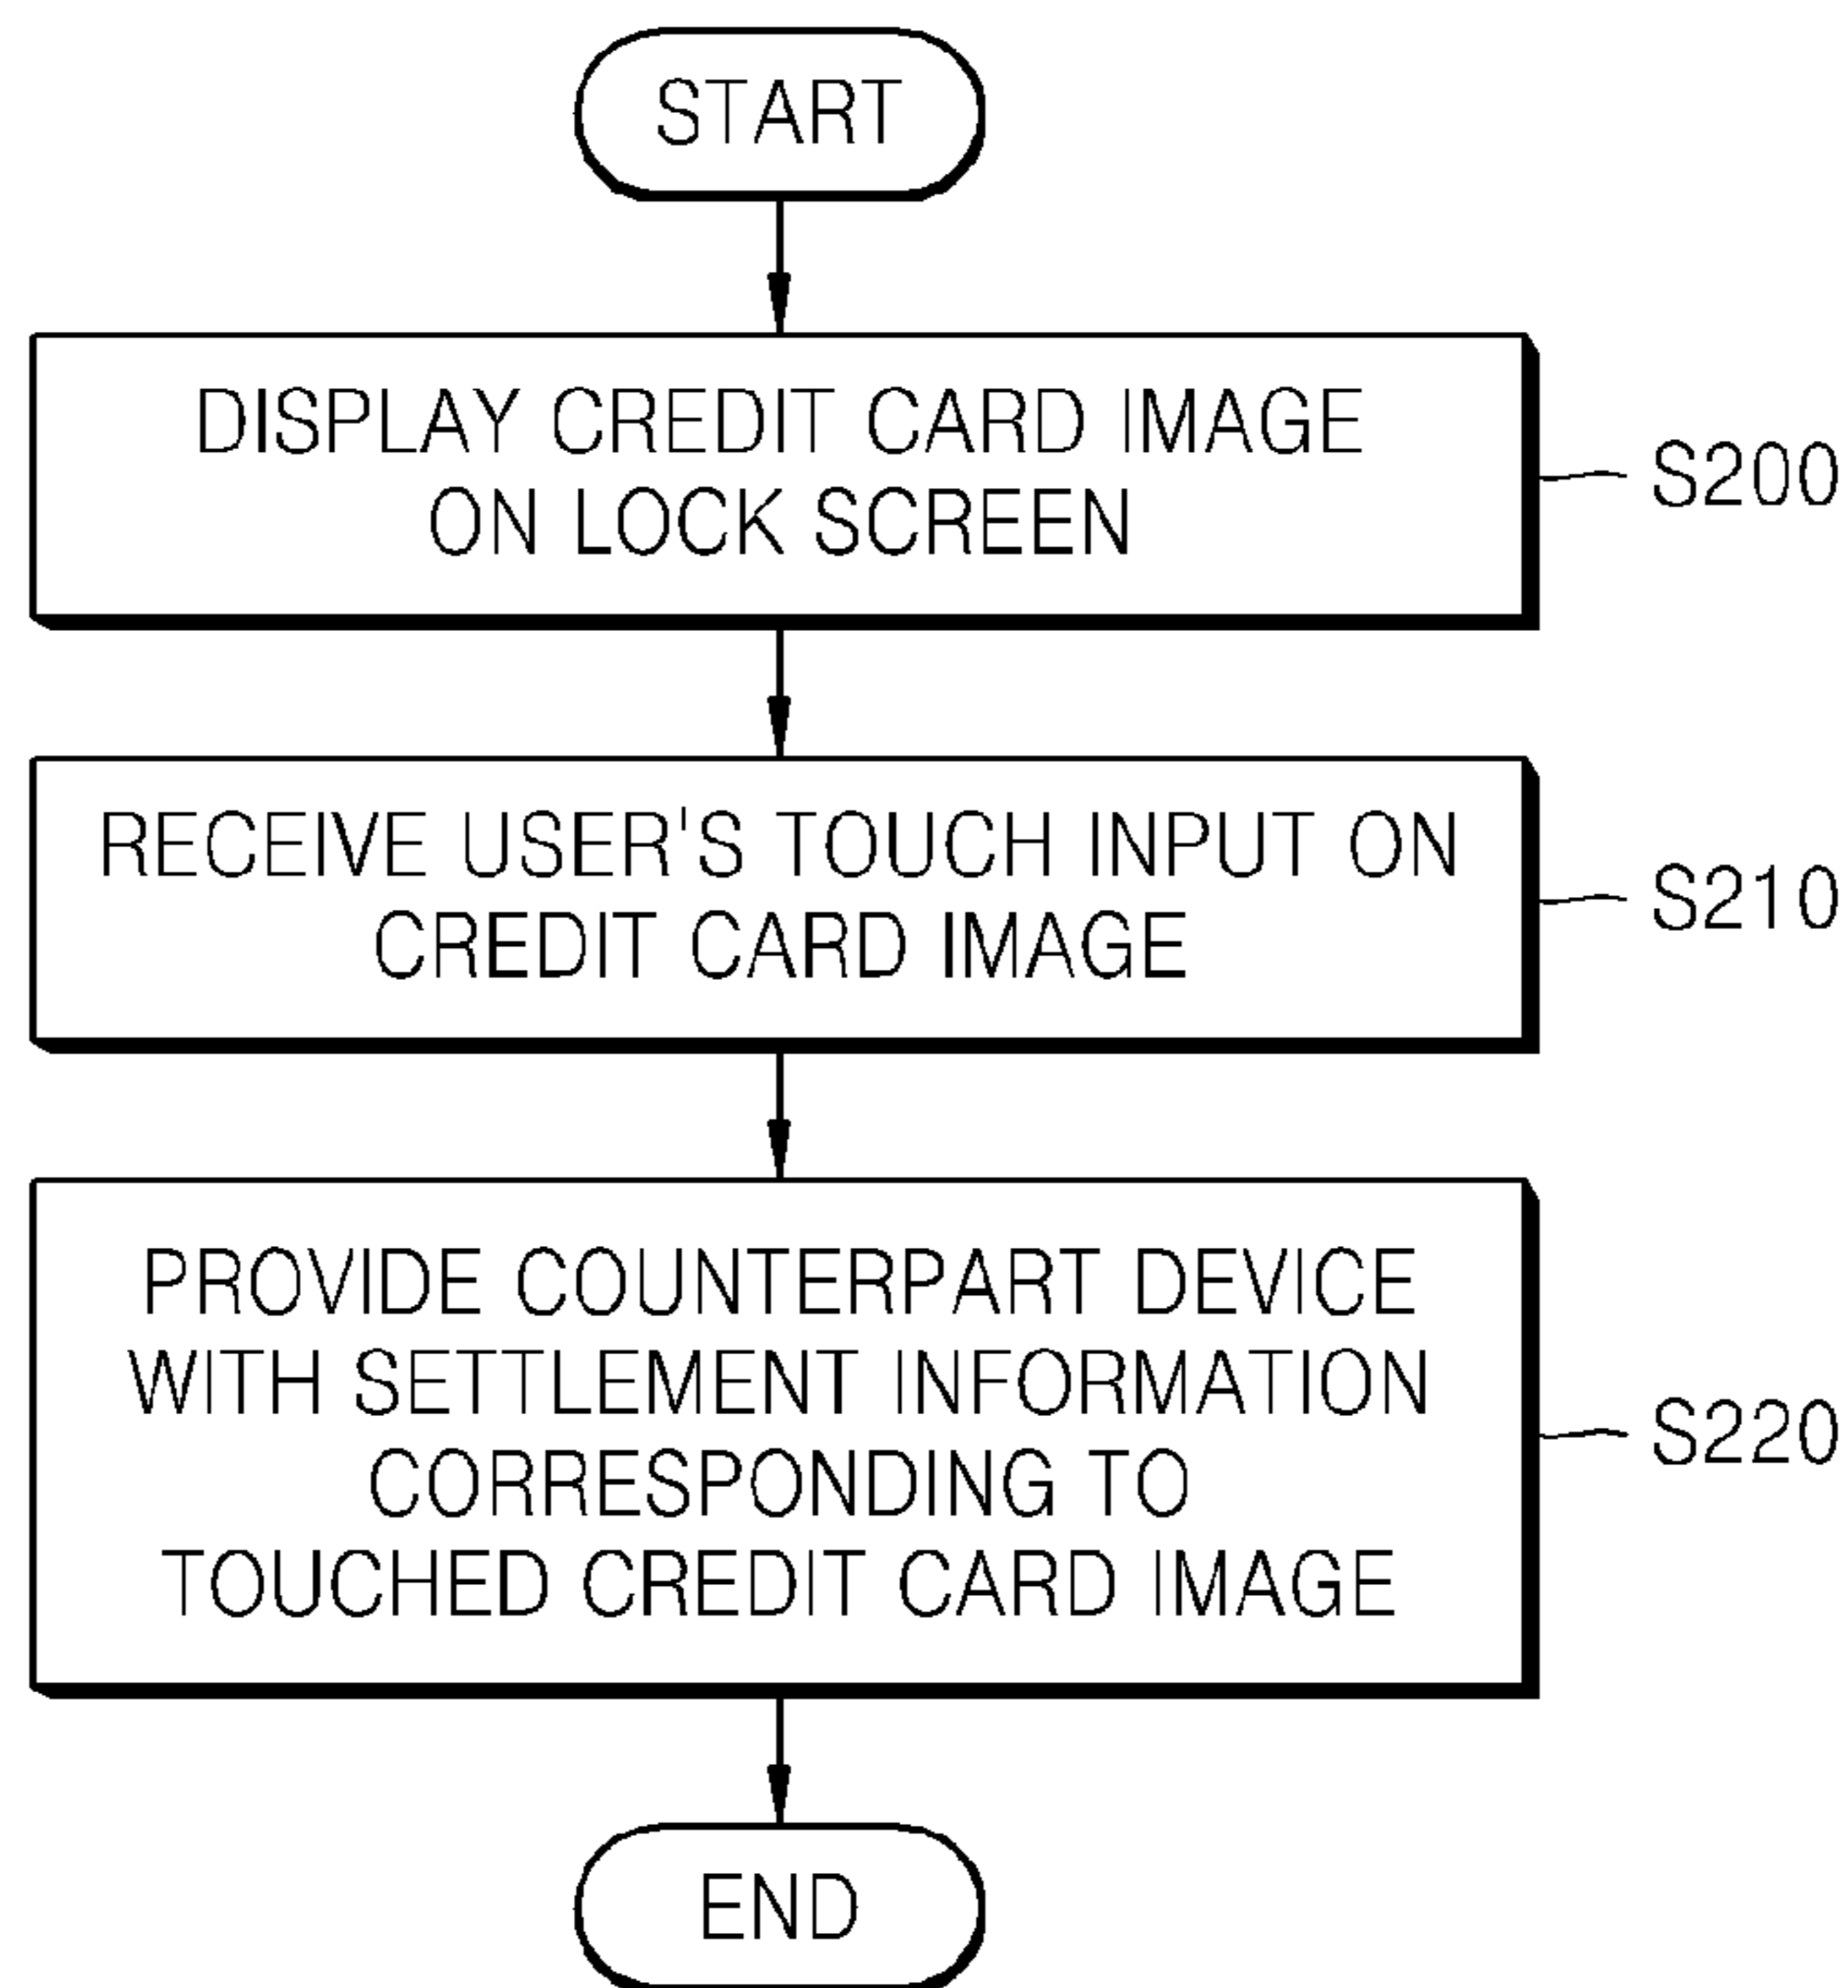 START
DISPLAY CREDIT CARD IMAGE
ON LOCK SCREEN
S200
RECEIVE USER'S TOUCH INPUT ON
CREDIT CARD IMAGE
S210
PROVIDE COUNTERPART DEVICE
WITH SETTLEMENT INFORMATION
CORRESPONDING TO
TOUCHED CREDIT CARD IMAGE
S220
END